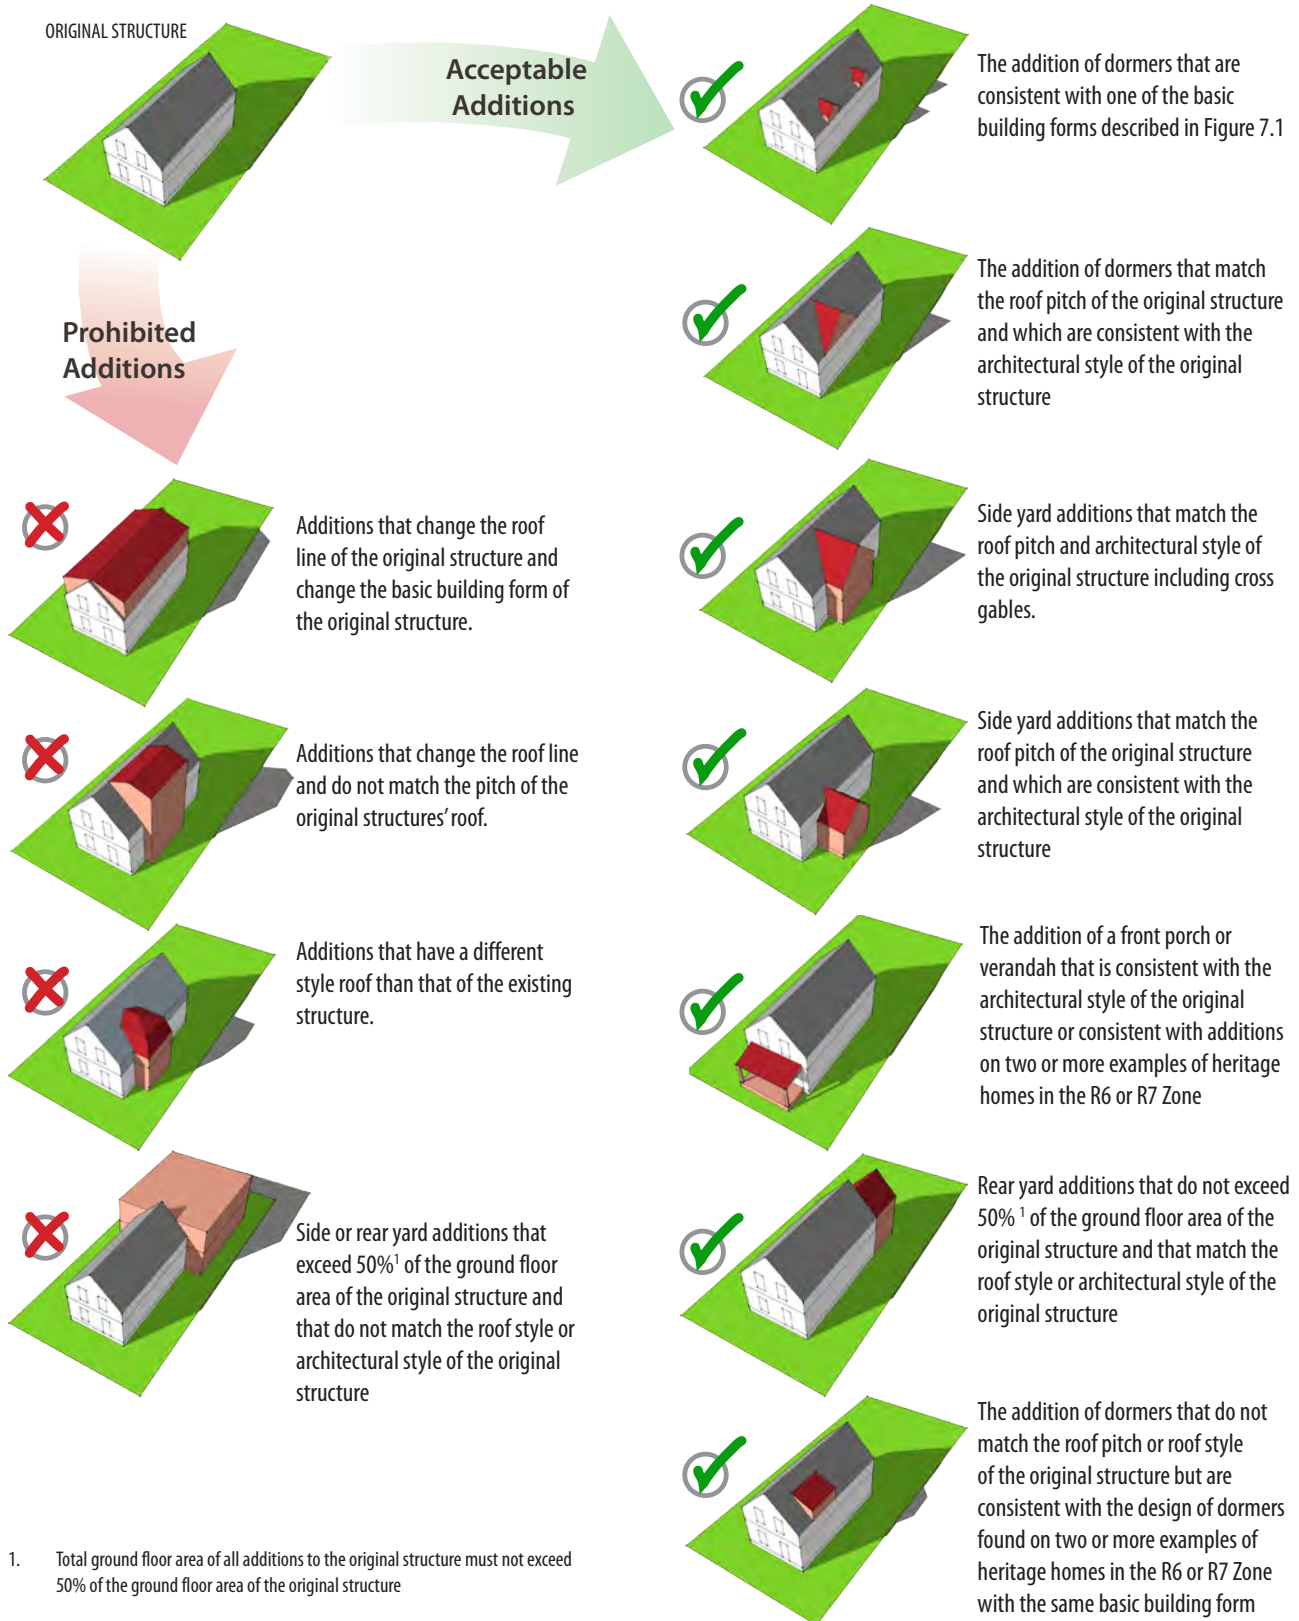 ORIGINAL STRUCTURE
Acceptable
Additions
The addition of dormers that are
consistent with one of the basic
building forms described in Figure 7.1
The addition of dormers that match
the roof pitch of the original structure
and which are consistent with the
architectural style of the original
structure
Side yard additions that match the
roof pitch and architectural style of
the original structure including cross
gables.
Side yard additions that match the
roof pitch of the original structure
and which are consistent with the
architectural style of the original
structure
The addition of a front porch or
verandah that is consistent with the
architectural style of the original
structure or consistent with additions
on two or more examples of heritage
homes in the R6 or R7 Zone
Rear yard additions that do not exceed
50% 1 of the ground floor area of the
original structure and that match the
roof style or architectural style of the
original structure
The addition of dormers that do not
match the roof pitch or roof style
of the original structure but are
consistent with the design of dormers
found on two or more examples of
heritage homes in the R6 or R7 Zone
with the same basic building form
Prohibited
Additions
Additions that change the roof
line of the original structure and
change the basic building form of
the original structure.
Additions that change the roof line
and do not match the pitch of the
original structures' roof.
Additions that have a different
style roof than that of the existing
structure.
Side or rear yard additions that
exceed 50%1 of the ground floor
area of the original structure and
that do not match the roof style or
architectural style of the original
structure
1. Total ground floor area of all additions to the original structure must not exceed
50% of the ground floor area of the original structure